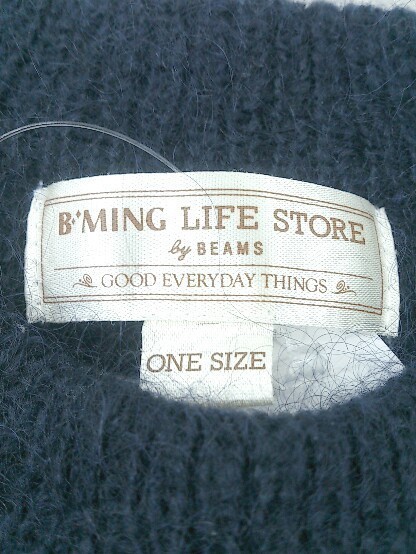 B:MING LIFE STORE
by BEAMS
GOOD EVERYDAY THINGS
ONE SIZE